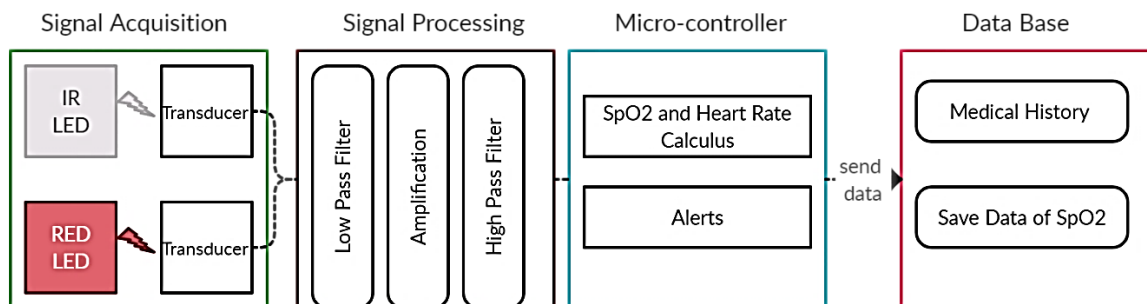 Signal Acquisition
Signal Processing
Micro-controller
Data Base
IR
LED
Transducer
RED
LED
Transducer
Low Pass Filter
Amplification
High Pass Filter
SpO2 and Heart Rate
Calculus
Alerts
send
data
Medical History
Save Data of SpO2